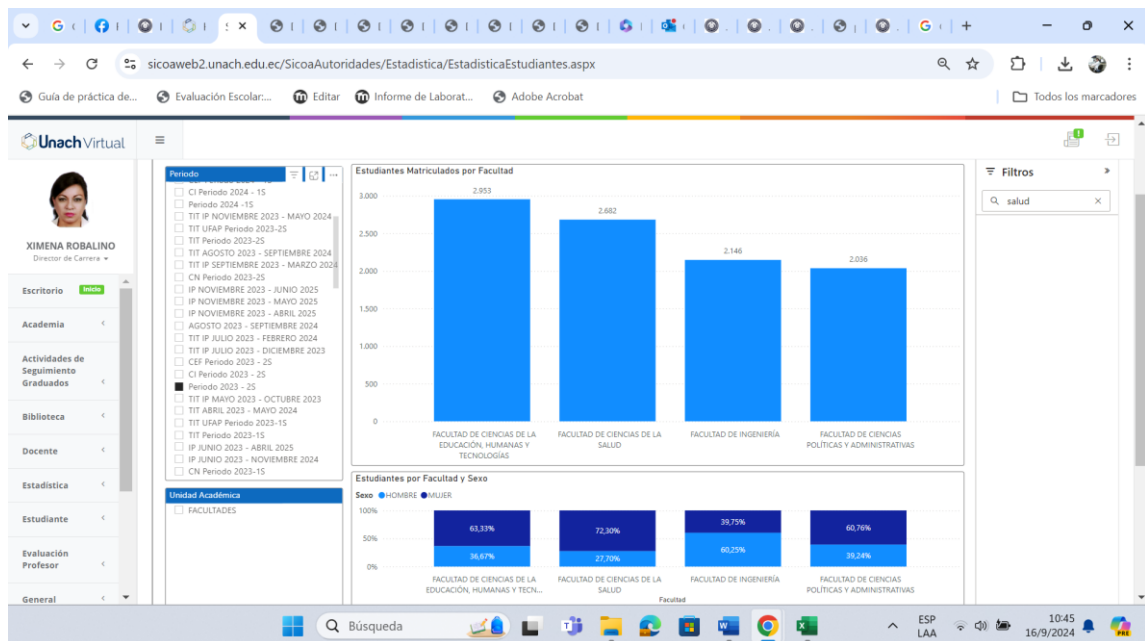 sicoaweb2.unach.edu.ec/SicoaAutoridades/Estadistica/EstadisticaEstudiantes.aspx
Guía de práctica de...
Evaluación Escolar:...
Editar
Informe de Laborat...
Adobe Acrobat
Todos los marcadores
Unach Virtual
XIMENA ROBALINO
Director de Carrera
Escritorio Inicio
Academia
Actividades de
Seguimiento
Graduados
Biblioteca
Docente
Estadística
Estudiante
Evaluación
Profesor
General
Periodo
CI Periodo 2024 - 1S
Periodo 2024 -1S
TIT IP NOVIEMBRE 2023 - MAYO 2024
TIT UFAP Periodo 2023-2S
TIT Periodo 2023-2S
TIT AGOSTO 2023 - SEPTIEMBRE 2024
TIT IP SEPTIEMBRE 2023 - MARZO 2024
CN Periodo 2023-2S
IP NOVIEMBRE 2023 - JUNIO 2025
IP NOVIEMBRE 2023 - MAYO 2025
IP NOVIEMBRE 2023 - ABRIL 2025
AGOSTO 2023 - SEPTIEMBRE 2024
TIT IP JULIO 2023 - FEBRERO 2024
TIT IP JULIO 2023 - DICIEMBRE 2023
CEF Periodo 2023 - 2S
CI Periodo 2023 - 2S
Periodo 2023 - 2S
TIT IP MAYO 2023 - OCTUBRE 2023
TIT ABRIL 2023 - MAYO 2024
TIT UFAP Periodo 2023-1S
TIT Periodo 2023-1S
IP JUNIO 2023 - ABRIL 2025
IP JUNIO 2023 - NOVIEMBRE 2024
CN Periodo 2023-1S
Unidad Académica
FACULTADES
Estudiantes Matriculados por Facultad
3.000
2.500
2.000
1.500
1.000
500
0
2.953
2.682
2.146
2.036
FACULTAD DE CIENCIAS DE LA
EDUCACIÓN, HUMANAS Y
TECNOLOGÍAS
FACULTAD DE CIENCIAS DE LA
SALUD
FACULTAD DE INGENIERÍA
FACULTAD DE CIENCIAS
POLÍTICAS Y ADMINISTRATIVAS
Estudiantes por Facultad y Sexo
Sexo HOMBRE MUJER
100%
50%
0%
63,33%
72,30%
39,75%
60,76%
36,67%
27,70%
60,25%
39,24%
FACULTAD DE CIENCIAS DE LA
EDUCACIÓN, HUMANAS Y TECN...
FACULTAD DE CIENCIAS DE LA
SALUD
FACULTAD DE INGENIERÍA
FACULTAD DE CIENCIAS
POLÍTICAS Y ADMINISTRATIVAS
Facultad
Filtros
salud
Búsqueda
ESP
LAA
10:45
16/9/2024